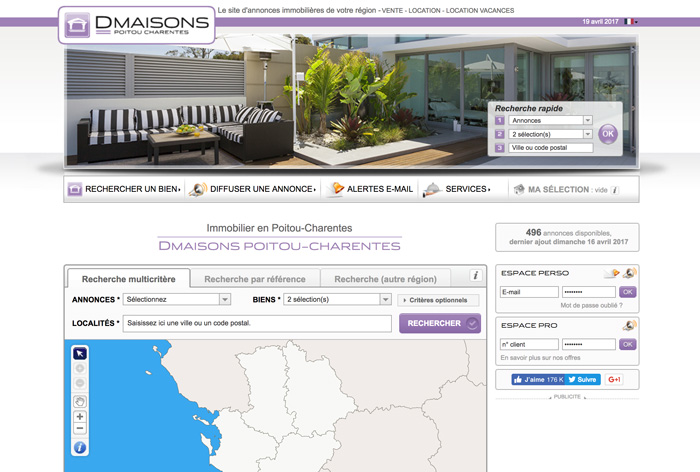 DMAISONS
POITOU CHARENTES
Le site d'annonces immobilières de votre région - VENTE - LOCATION - LOCATION VACANCES
19 avril 2017
Recherche rapide
1 Annonces
2 2 sélection(s)
3 Ville ou code postal
OK
RECHERCHER UN BIEN
DIFFUSER UNE ANNONCE
ALERTES E-MAIL
SERVICES
MA SÉLECTION : vide i
Immobilier en Poitou-Charentes
DMAISONS POITOU-CHARENTES
496 annonces disponibles,
dernier ajout dimanche 16 avril 2017
Recherche multicritère
Recherche par référence
Recherche (autre région)
i
ANNONCES * Sélectionnez
BIENS * 2 sélection(s)
Critères optionnels
LOCALITÉS * Saisissez ici une ville ou un code postal.
RECHERCHER
ESPACE PERSO
E-mail •••••••• OK
Mot de passe oublié ?
ESPACE PRO
n° client •••••••• OK
En savoir plus sur nos offres
J'aime 176 K
Suivre
G+1
PUBLICITE
i